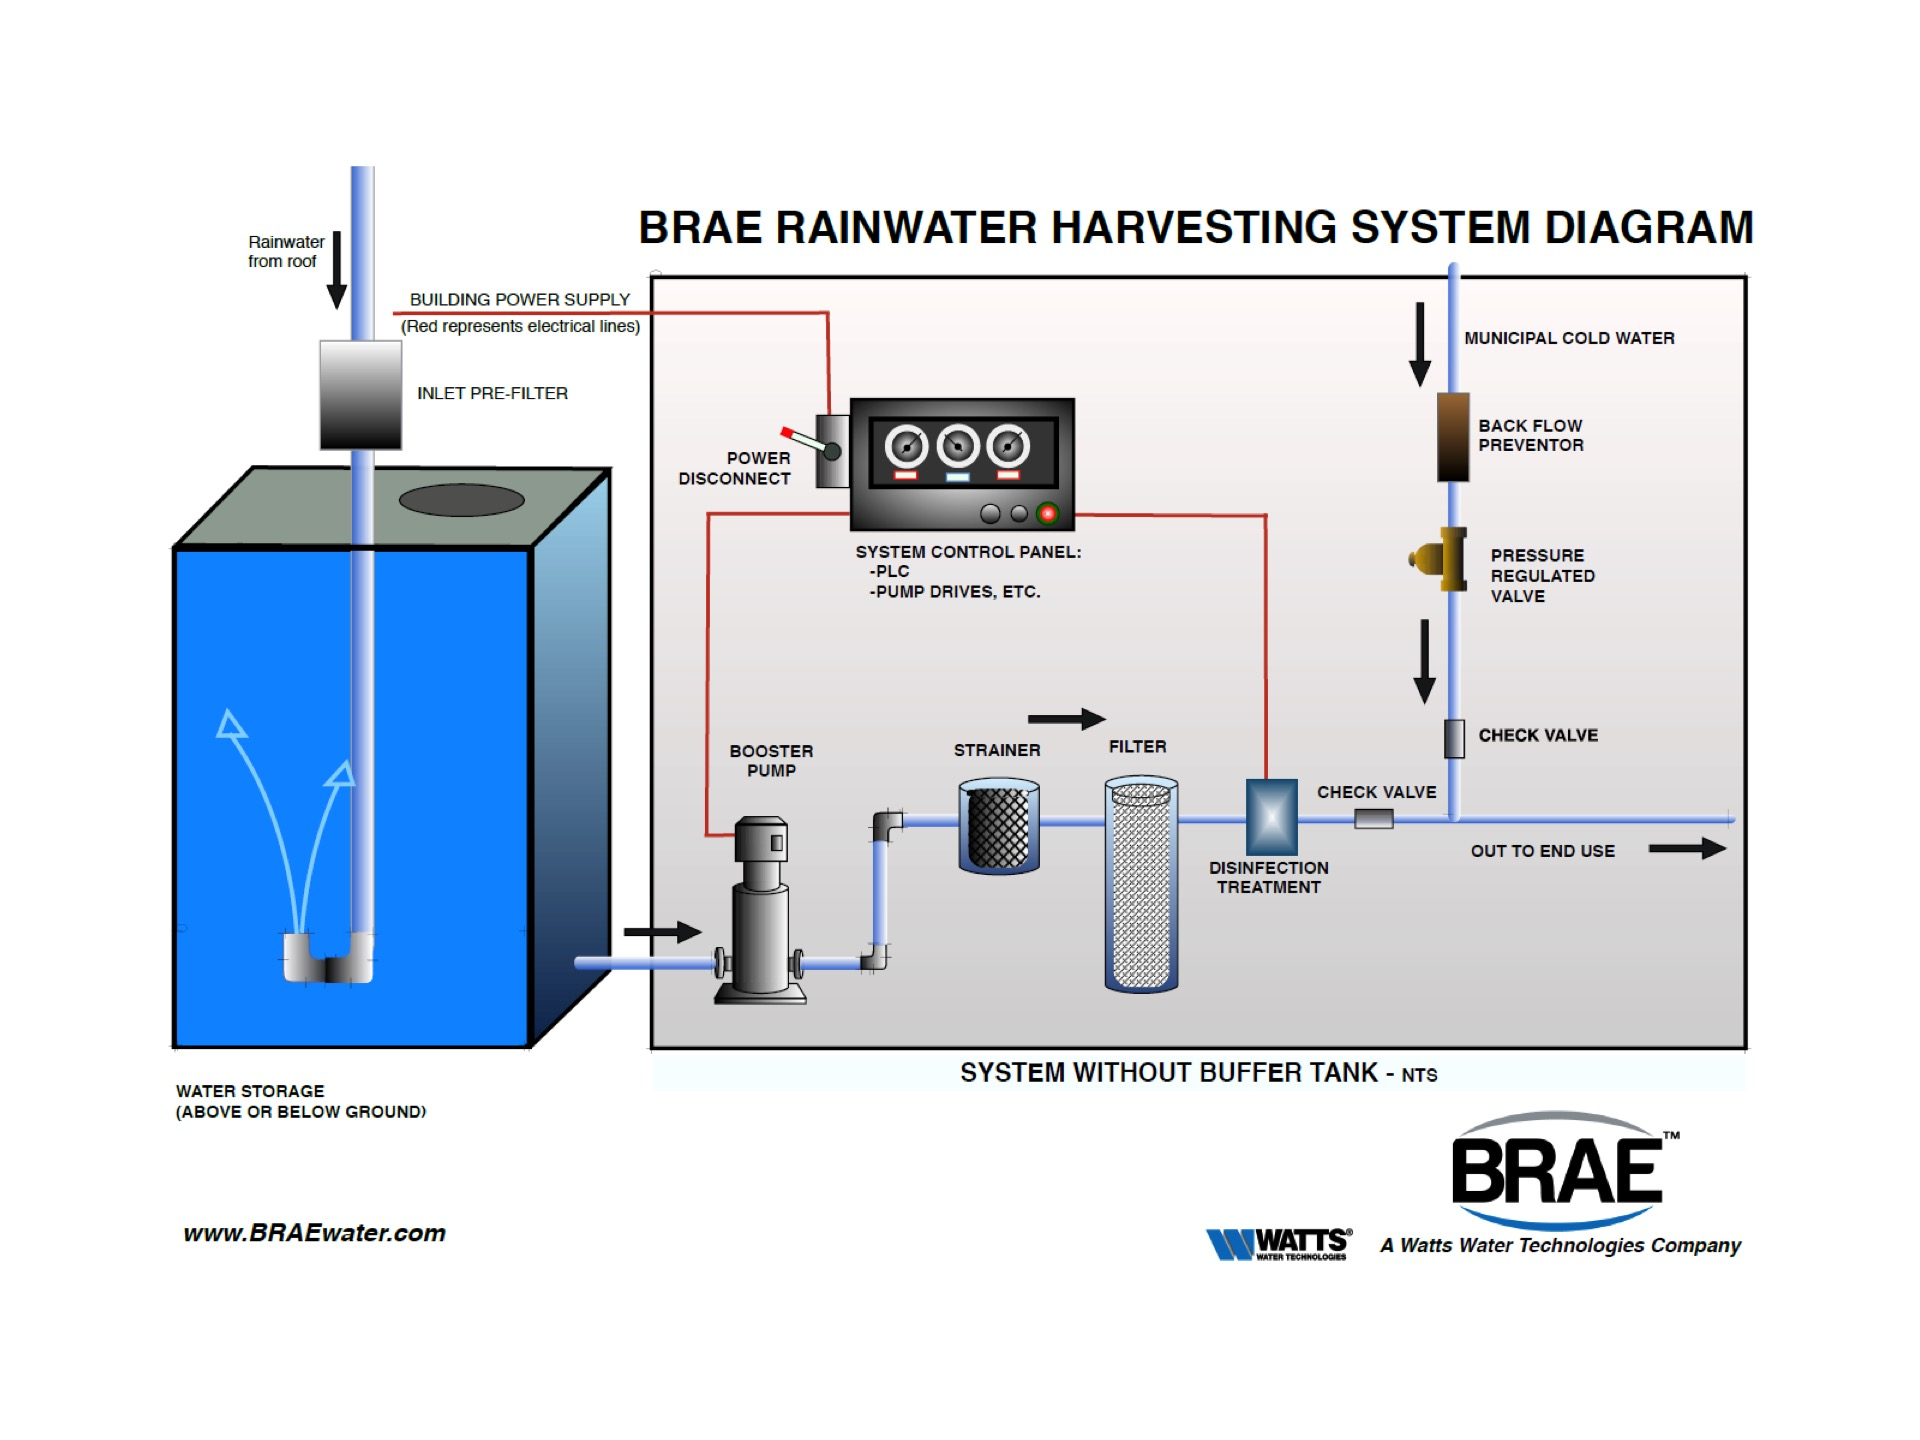 BRAE RAINWATER HARVESTING SYSTEM DIAGRAM
Rainwater
from roof
BUILDING POWER SUPPLY
(Red represents electrical lines)
INLET PRE-FILTER
MUNICIPAL COLD WATER
BACK FLOW
PREVENTOR
POWER
DISCONNECT
SYSTEM CONTROL PANEL:
-PLC
-PUMP DRIVES, ETC.
PRESSURE
REGULATED
VALVE
CHECK VALVE
BOOSTER
PUMP
STRAINER
FILTER
CHECK VALVE
DISINFECTION
TREATMENT
OUT TO END USE
SYSTEM WITHOUT BUFFER TANK - NTS
WATER STORAGE
(ABOVE OR BELOW GROUND)
BRAE™
www.BRAEwater.com
WATTS®
WATER TECHNOLOGIES
A Watts Water Technologies Company